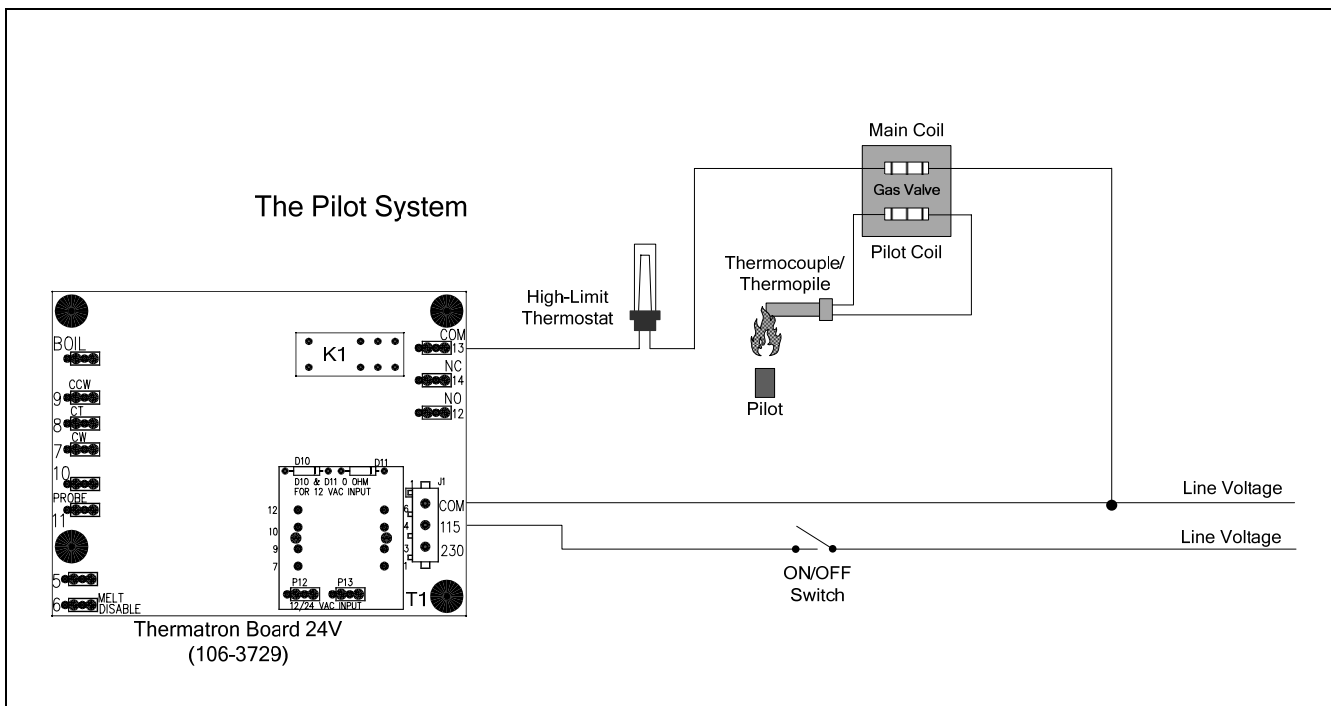 Main Coil
Gas Valve
Pilot Coil
The Pilot System
Thermocouple/
Thermopile
High-Limit
Thermostat
Pilot
BOIL
CCW
9
CT
8
CW
7
10
PROBE
11
5
6
MELT
DISABLE
K1
COM
13
NC
14
NO
12
D10
D11
D10 & D11 0 OHM
FOR 12 VAC INPUT
12
10
9
7
6
4
3
1
P12
P13
12/24 VAC INPUT
1
J1
COM
115
230
T1
Line Voltage
Line Voltage
ON/OFF
Switch
Thermatron Board 24V
(106-3729)